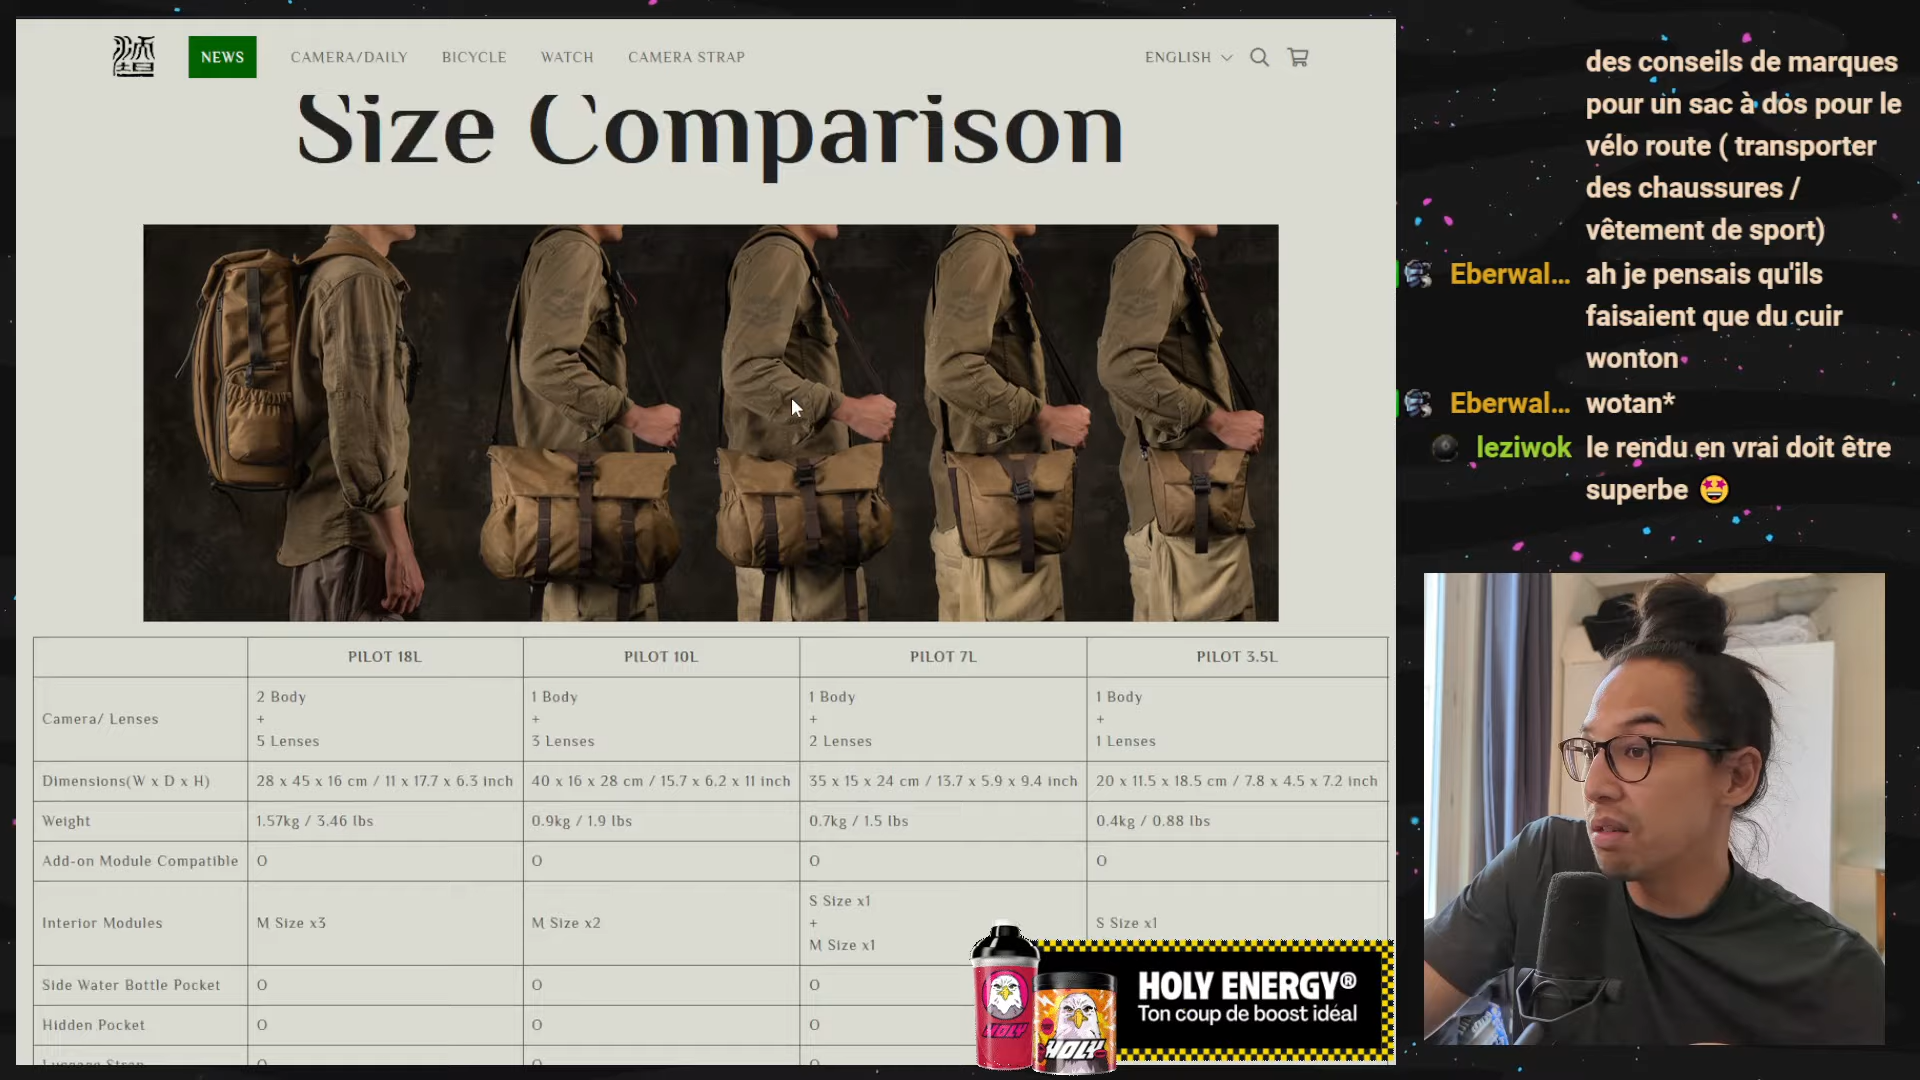 NEWS
CAMERA/DAILY
BICYCLE
WATCH
CAMERA STRAP
ENGLISH
Size Comparison
PILOT 18L
PILOT 10L
PILOT 7L
PILOT 3.5L
Camera/ Lenses
2 Body
+
5 Lenses
1 Body
+
3 Lenses
1 Body
+
2 Lenses
1 Body
+
1 Lenses
Dimensions(W x D x H)
28 x 45 x 16 cm / 11 x 17.7 x 6.3 inch
40 x 16 x 28 cm / 15.7 x 6.2 x 11 inch
35 x 15 x 24 cm / 13.7 x 5.9 x 9.4 inch
20 x 11.5 x 18.5 cm / 7.8 x 4.5 x 7.2 inch
Weight
1.57kg / 3.46 lbs
0.9kg / 1.9 lbs
0.7kg / 1.5 lbs
0.4kg / 0.88 lbs
Add-on Module Compatible
O
O
O
O
Interior Modules
M Size x3
M Size x2
S Size x1
+
M Size x1
S Size x1
Side Water Bottle Pocket
O
O
O
Hidden Pocket
O
O
O
Luggage Strap
O
O
O
HOLY
HOLY
HOLY ENERGY®
Ton coup de boost idéal
des conseils de marques
pour un sac à dos pour le
vélo route ( transporter
des chaussures /
vêtement de sport)
Eberwal... ah je pensais qu'ils
faisaient que du cuir
wonton
Eberwal... wotan*
leziwok le rendu en vrai doit être
superbe